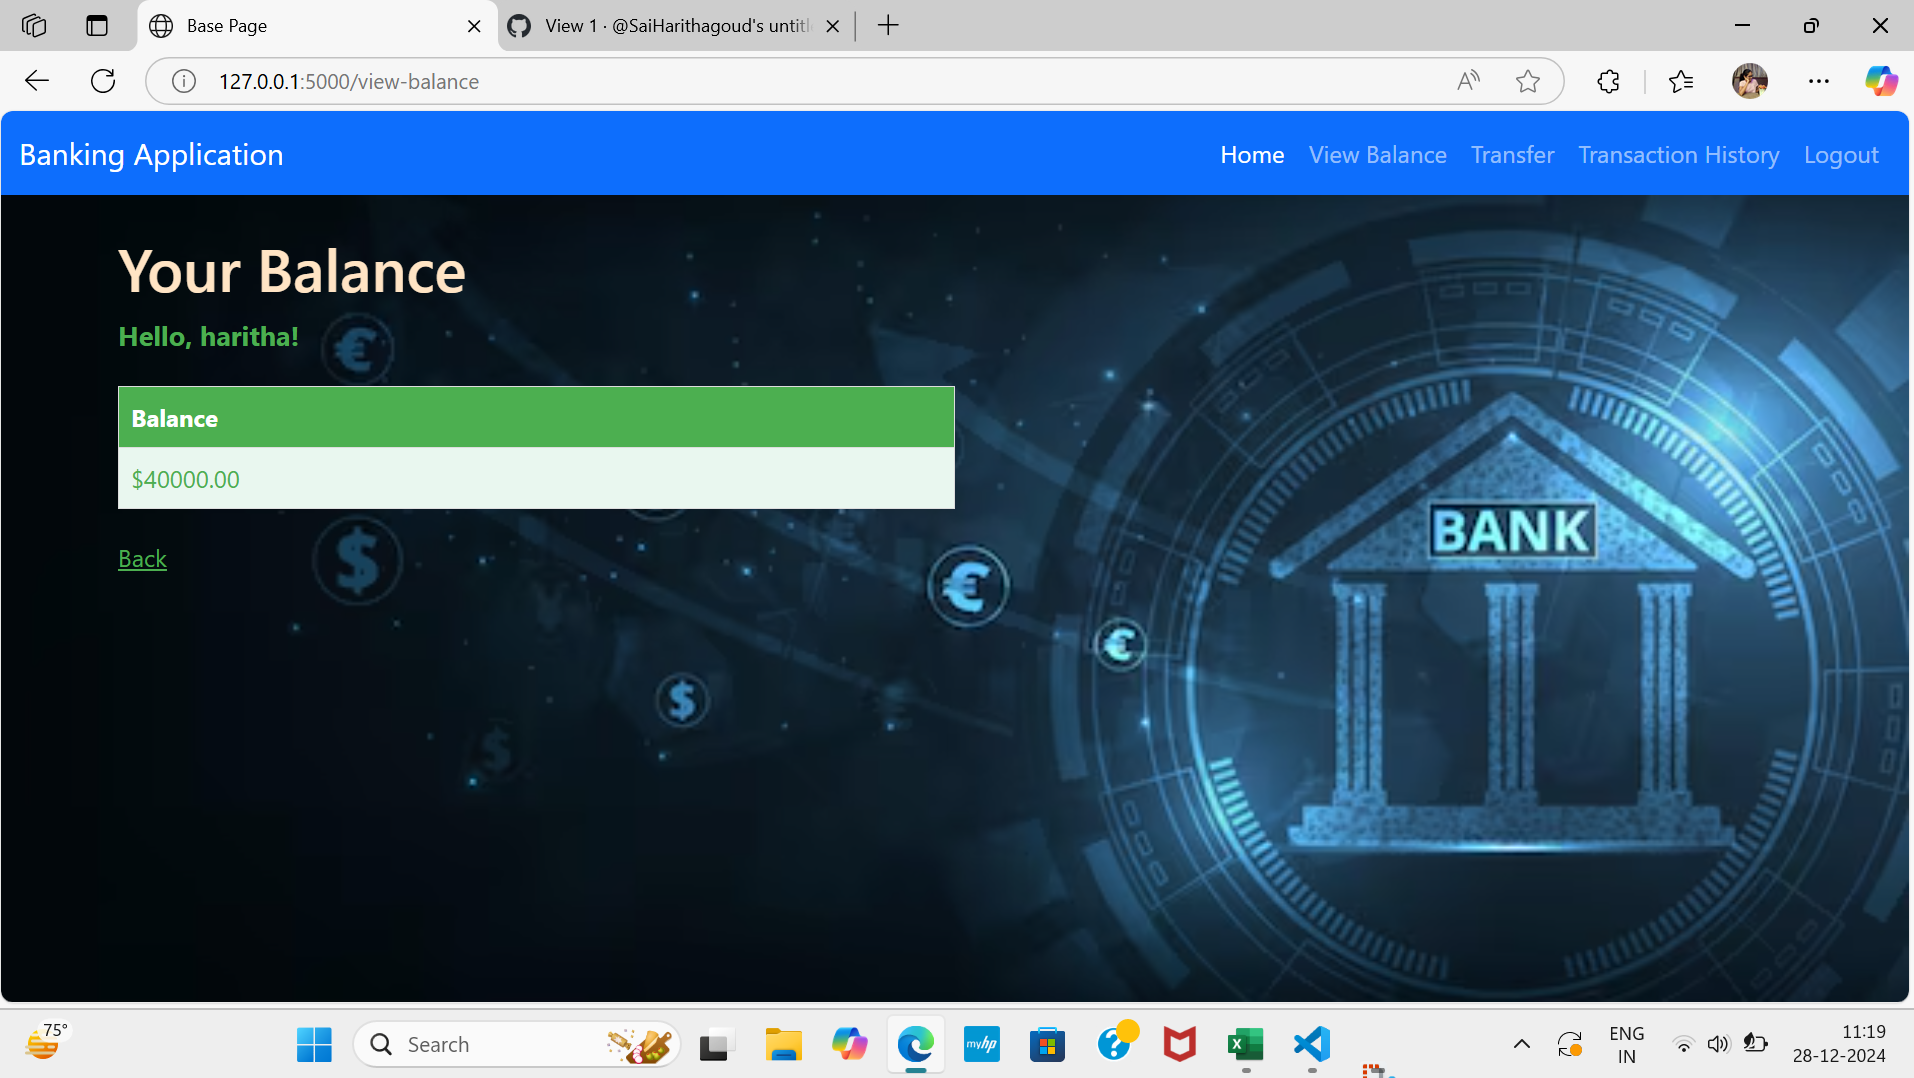 Base Page
View 1 · @SaiHarithagoud's untitl
127.0.0.1:5000/view-balance
Banking Application
Home View Balance Transfer Transaction History Logout
Your Balance
Hello, haritha!
Balance
$40000.00
Back
BANK
75°
Search
myhp
ENG
IN
11:19
28-12-2024